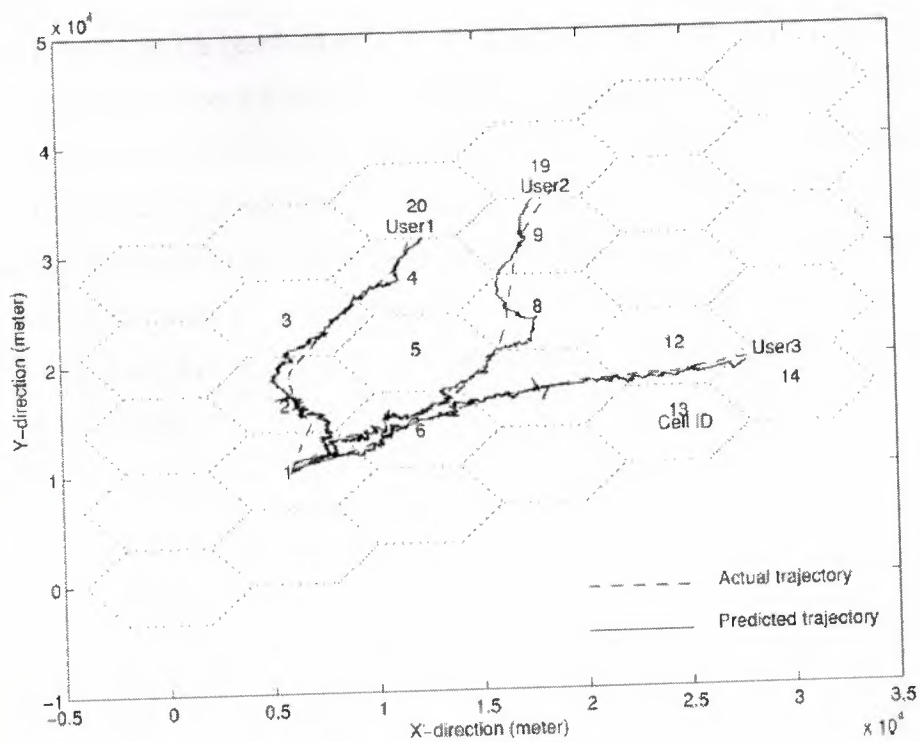 5 x 10⁴
4
3
2
1
0
-1
Y-direction (meter)
19
User2
20
User1
9
4
8
3
5
12
User3
14
2
13
7
6
Cell ID
1
Actual trajectory
Predicted trajectory
-0.5 0 0.5 1 1.5 2 2.5 3 3.5
X-direction (meter)
x 10⁴